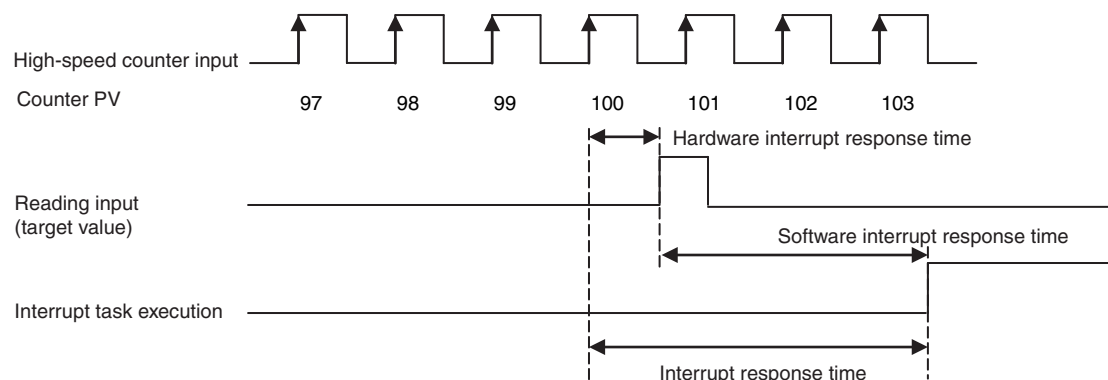 High-speed counter input
Counter PV
97 98 99 100 101 102 103
Hardware interrupt response time
Reading input
(target value)
Software interrupt response time
Interrupt task execution
Interrupt response time